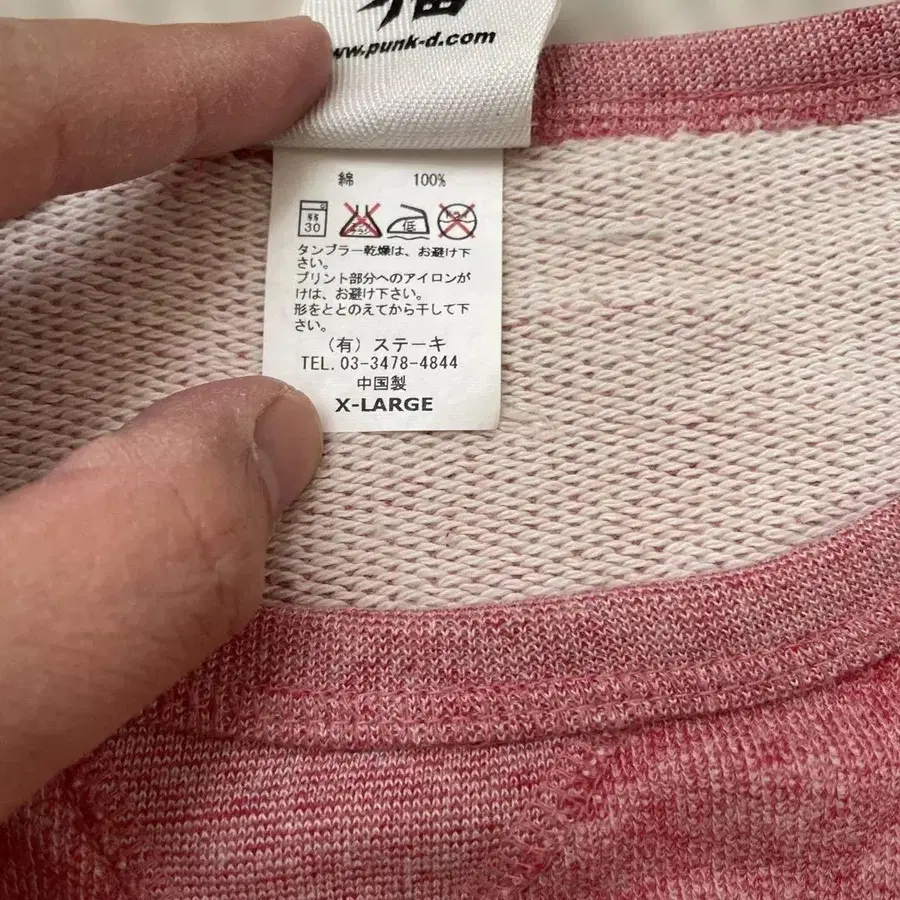 www.punk-d.com
綿 100%
弱 30 低
タンブラー乾燥は、お避け下
さい。
プリント部分へのアイロンが
けは、お避け下さい。
形をととのえてから干して下
さい。
（有）ステーキ
TEL.03-3478-4844
中国製
X-LARGE